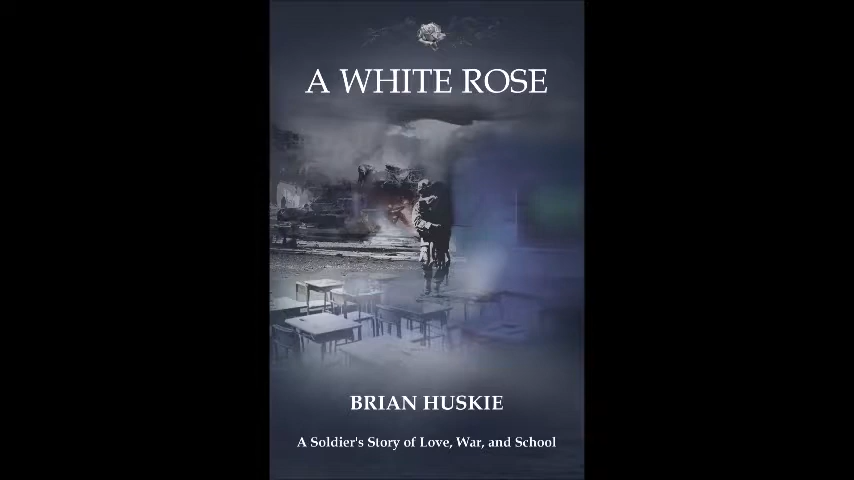 A WHITE ROSE
BRIAN HUSKIE
A Soldier's Story of Love, War, and School